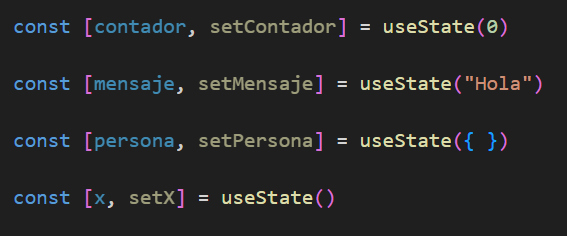 const [contador, setContador] = useState(0)
const [mensaje, setMensaje] = useState("Hola")
const [persona, setPersona] = useState({ })
const [x, setX] = useState()